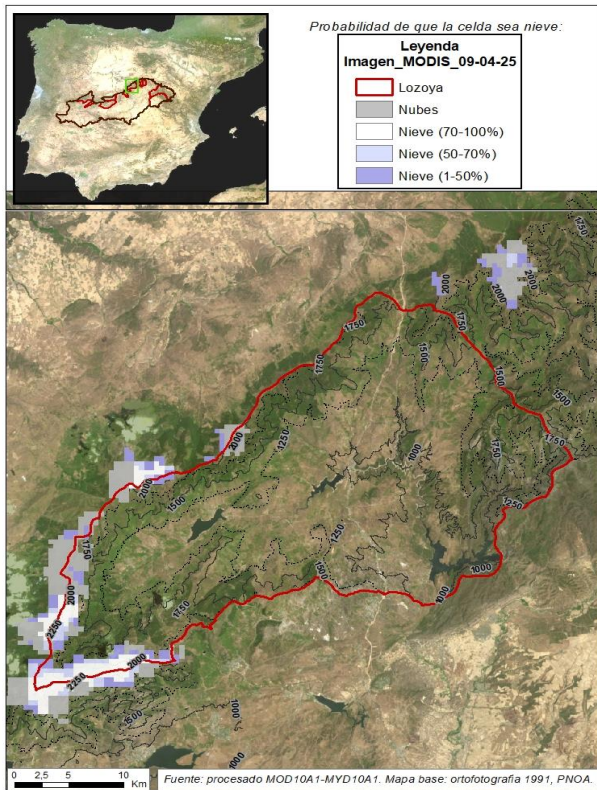 Probabilidad de que la celda sea nieve:
Leyenda
Imagen_MODIS_09-04-25
Lozoya
Nubes
Nieve (70-100%)
Nieve (50-70%)
Nieve (1-50%)
1750
2000
2000
2000
1750
1750
1500
1750
1500
1500
1250
2000
1750
1750
1000
2000
1500
1250
1250
1750
1500
1000
2000
1000
2250
1750
2000
2250
1000
1500
1000
0 2,5 5 10
Km
Fuente: procesado MOD10A1-MYD10A1. Mapa base: ortofotografia 1991, PNOA.